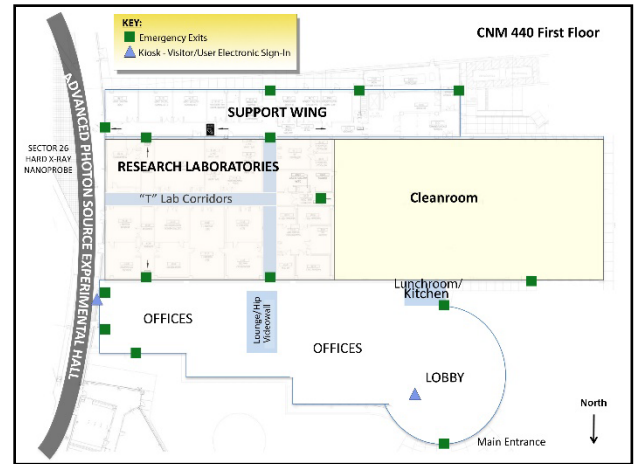 KEY:
Emergency Exits
Kiosk - Visitor/User Electronic Sign-In
CNM 440 First Floor
ADVANCED PHOTON SOURCE EXPERIMENTAL HALL
SUPPORT WING
SECTOR 26
HARD X-RAY
NANOPROBE
RESEARCH LABORATORIES
"T" Lab Corridors
Cleanroom
Lunchroom/
Kitchen
OFFICES
Lounge/Hip
Videowall
OFFICES
LOBBY
North
Main Entrance